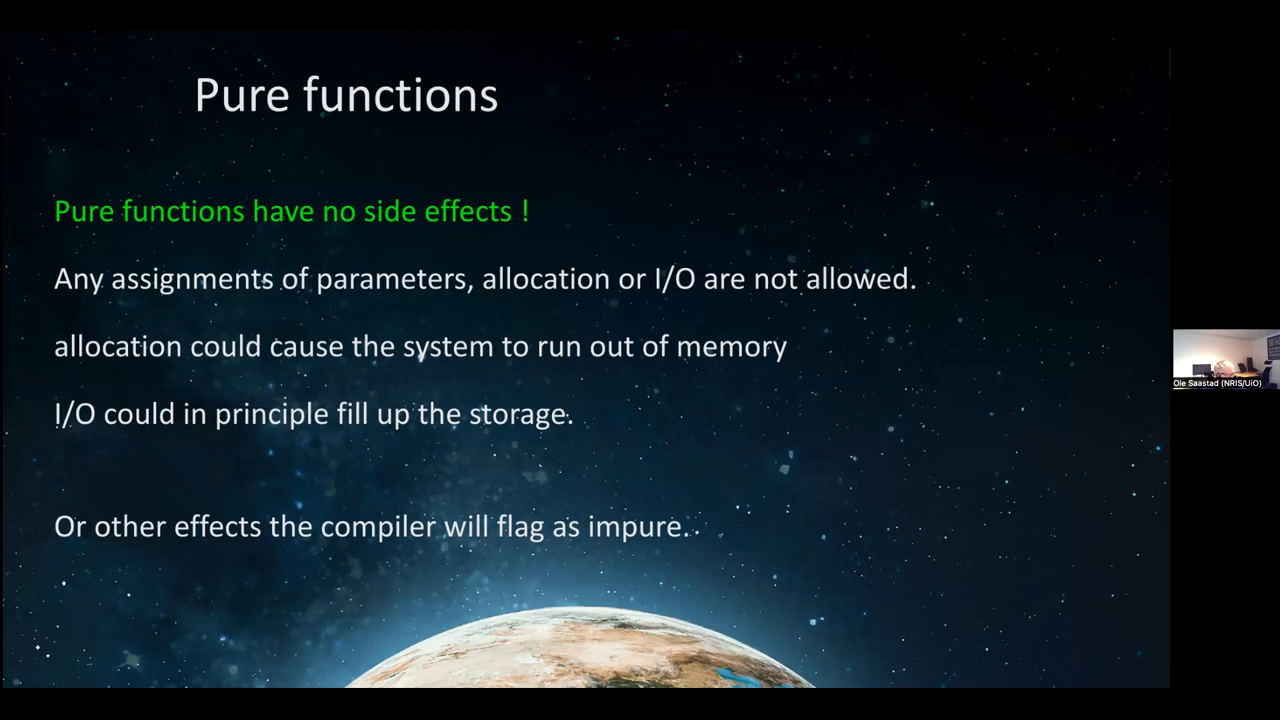 Pure functions
Pure functions have no side effects !
Any assignments of parameters, allocation or I/O are not allowed.
allocation could cause the system to run out of memory
I/O could in principle fill up the storage.
Or other effects the compiler will flag as impure.
Ole Saastad (NRIS/UiO)